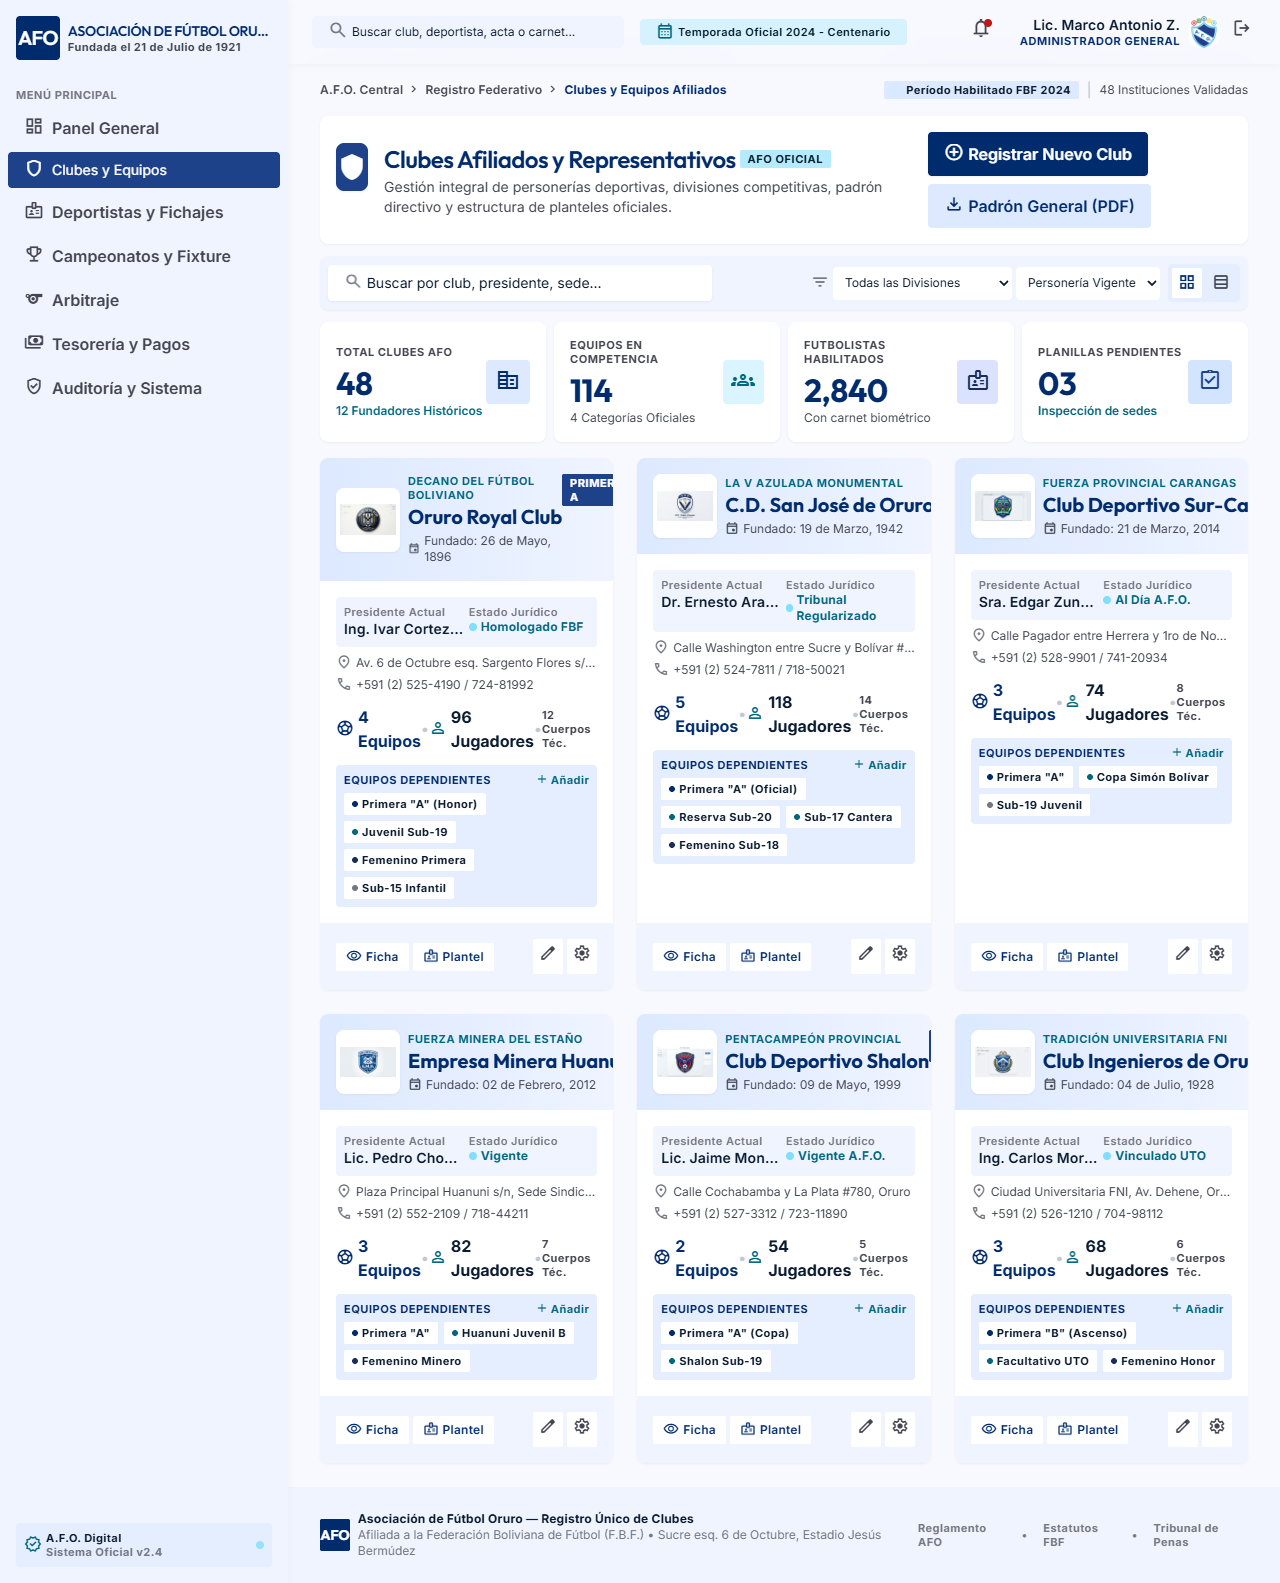 AFO
ASOCIACIÓN DE FÚTBOL ORU...
Fundada el 21 de Julio de 1921
MENÚ PRINCIPAL
Panel General
Clubes y Equipos
Deportistas y Fichajes
Campeonatos y Fixture
Arbitraje
Tesorería y Pagos
Auditoría y Sistema
A.F.O. Digital
Sistema Oficial v2.4
Buscar club, deportista, acta o carnet...
Temporada Oficial 2024 - Centenario
Lic. Marco Antonio Z.
ADMINISTRADOR GENERAL
A.F.O. Central > Registro Federativo > Clubes y Equipos Afiliados
Período Habilitado FBF 2024
48 Instituciones Validadas
Clubes Afiliados y Representativos
AFO OFICIAL
Gestión integral de personerías deportivas, divisiones competitivas, padrón
directivo y estructura de planteles oficiales.
Registrar Nuevo Club
Padrón General (PDF)
Buscar por club, presidente, sede...
Todas las Divisiones
Personería Vigente
TOTAL CLUBES AFO
48
12 Fundadores Históricos
EQUIPOS EN
COMPETENCIA
114
4 Categorías Oficiales
FUTBOLISTAS
HABILITADOS
2,840
Con carnet biométrico
PLANILLAS PENDIENTES
03
Inspección de sedes
DECANO DEL FÚTBOL
BOLIVIANO
PRIMER
A
Oruro Royal Club
Fundado: 26 de Mayo,
1896
Presidente Actual
Ing. Ivar Cortez...
Estado Jurídico
Homologado FBF
Av. 6 de Octubre esq. Sargento Flores s/...
+591 (2) 525-4190 / 724-81992
4
Equipos
•
96
Jugadores
•
12
Cuerpos
Téc.
EQUIPOS DEPENDIENTES
+ Añadir
Primera "A" (Honor)
Juvenil Sub-19
Femenino Primera
Sub-15 Infantil
Ficha
Plantel
LA V AZULADA MONUMENTAL
C.D. San José de Oruro
Fundado: 19 de Marzo, 1942
Presidente Actual
Dr. Ernesto Ara...
Estado Jurídico
Tribunal
Regularizado
Calle Washington entre Sucre y Bolívar #...
+591 (2) 524-7811 / 718-50021
5
Equipos
•
118
Jugadores
•
14
Cuerpos
Téc.
EQUIPOS DEPENDIENTES
+ Añadir
Primera "A" (Oficial)
Reserva Sub-20
Sub-17 Cantera
Femenino Sub-18
Ficha
Plantel
FUERZA PROVINCIAL CARANGAS
Club Deportivo Sur-Ca
Fundado: 21 de Marzo, 2014
Presidente Actual
Sra. Edgar Zun...
Estado Jurídico
Al Día A.F.O.
Calle Pagador entre Herrera y 1ro de No...
+591 (2) 528-9901 / 741-20934
3
Equipos
•
74
Jugadores
•
8
Cuerpos
Téc.
EQUIPOS DEPENDIENTES
+ Añadir
Primera "A"
Copa Simón Bolívar
Sub-19 Juvenil
Ficha
Plantel
FUERZA MINERA DEL ESTAÑO
Empresa Minera Huanu
Fundado: 02 de Febrero, 2012
Presidente Actual
Lic. Pedro Cho...
Estado Jurídico
Vigente
Plaza Principal Huanuni s/n, Sede Sindic...
+591 (2) 552-2109 / 718-44211
3
Equipos
•
82
Jugadores
•
7
Cuerpos
Téc.
EQUIPOS DEPENDIENTES
+ Añadir
Primera "A"
Huanuni Juvenil B
Femenino Minero
Ficha
Plantel
PENTACAMPEÓN PROVINCIAL
Club Deportivo Shalon
Fundado: 09 de Mayo, 1999
Presidente Actual
Lic. Jaime Mon...
Estado Jurídico
Vigente A.F.O.
Calle Cochabamba y La Plata #780, Oruro
+591 (2) 527-3312 / 723-11890
2
Equipos
•
54
Jugadores
•
5
Cuerpos
Téc.
EQUIPOS DEPENDIENTES
+ Añadir
Primera "A" (Copa)
Shalon Sub-19
Ficha
Plantel
TRADICIÓN UNIVERSITARIA FNI
Club Ingenieros de Oru
Fundado: 04 de Julio, 1928
Presidente Actual
Ing. Carlos Mor...
Estado Jurídico
Vinculado UTO
Ciudad Universitaria FNI, Av. Dehene, Or...
+591 (2) 526-1210 / 704-98112
3
Equipos
•
68
Jugadores
•
6
Cuerpos
Téc.
EQUIPOS DEPENDIENTES
+ Añadir
Primera "B" (Ascenso)
Facultativo UTO
Femenino Honor
Ficha
Plantel
AFO
Asociación de Fútbol Oruro — Registro Único de Clubes
Afiliada a la Federación Boliviana de Fútbol (F.B.F.) • Sucre esq. 6 de Octubre, Estadio Jesús
Bermúdez
Reglamento
AFO
•
Estatutos
FBF
•
Tribunal de
Penas